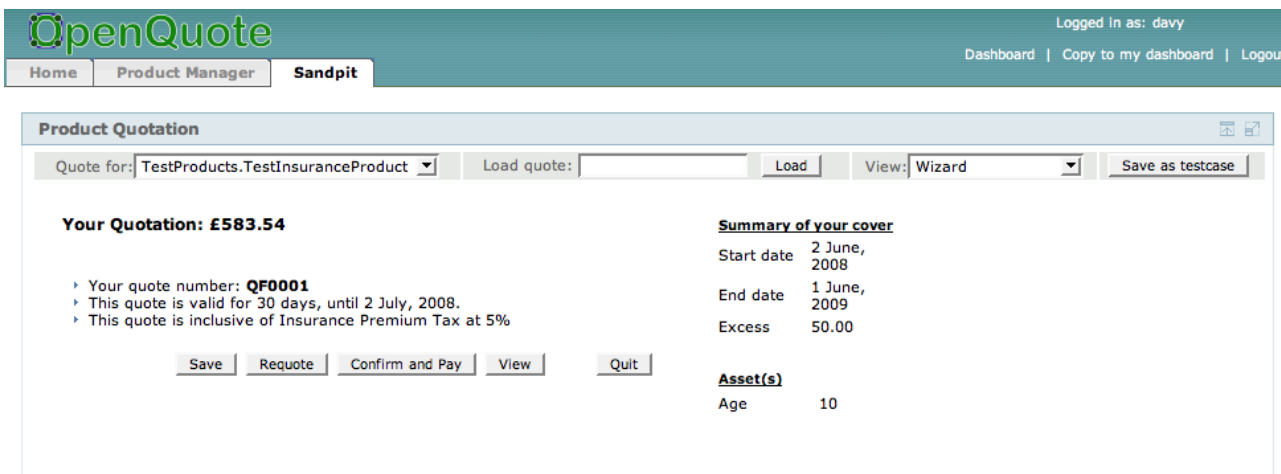 OpenQuote
Logged in as: davy
Dashboard | Copy to my dashboard | Logou
Home Product Manager Sandpit
Product Quotation
Quote for: TestProducts.TestInsuranceProduct Load quote: Load View: Wizard Save as testcase
Your Quotation: £583.54
Your quote number: QF0001
This quote is valid for 30 days, until 2 July, 2008.
This quote is inclusive of Insurance Premium Tax at 5%
Save Requote Confirm and Pay View Quit
Summary of your cover
Start date 2 June,
2008
End date 1 June,
2009
Excess 50.00
Asset(s)
Age 10